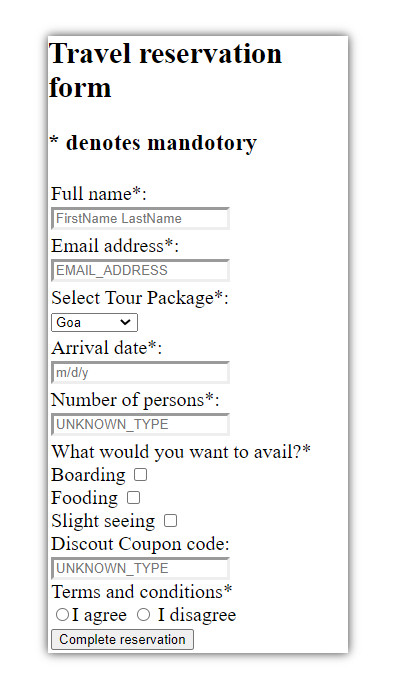 Travel reservation
form
* denotes mandotory
Full name*:
FirstName LastName
Email address*:
EMAIL_ADDRESS
Select Tour Package*:
Goa
Arrival date*:
m/d/y
Number of persons*:
UNKNOWN_TYPE
What would you want to avail?*
Boarding
Fooding
Slight seeing
Discout Coupon code:
UNKNOWN_TYPE
Terms and conditions*
I agree I disagree
Complete reservation